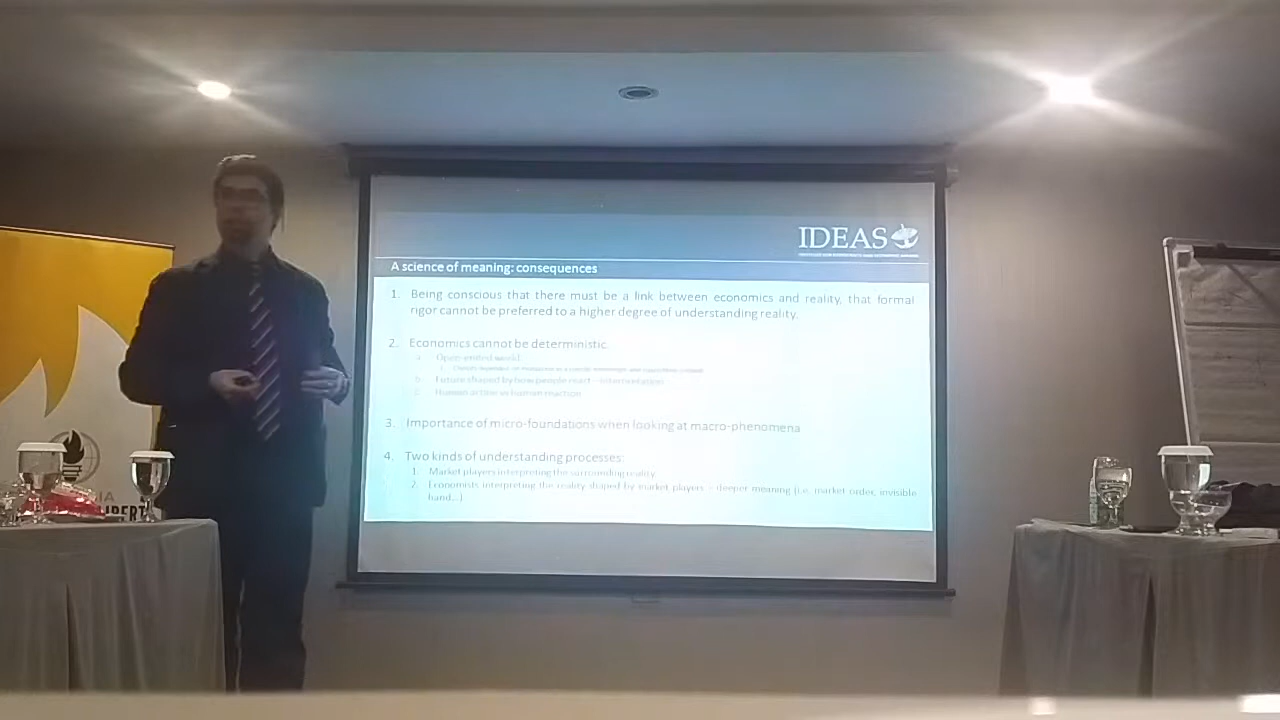 IDEAS
A science of meaning: consequences
1. Being conscious that there must be a link between economics and reality, that formal
rigor cannot be preferred to a higher degree of understanding reality.
2. Economics cannot be deterministic.
a. Open-ended world
b. Future shaped by how people react – interpretation
c. Human action vs human reaction
3. Importance of micro-foundations when looking at macro-phenomena
4. Two kinds of understanding processes:
1. Market players interpreting the surrounding reality
2. Economists interpreting the reality shaped by market players – deeper meaning (i.e. market order, invisible
hand...)